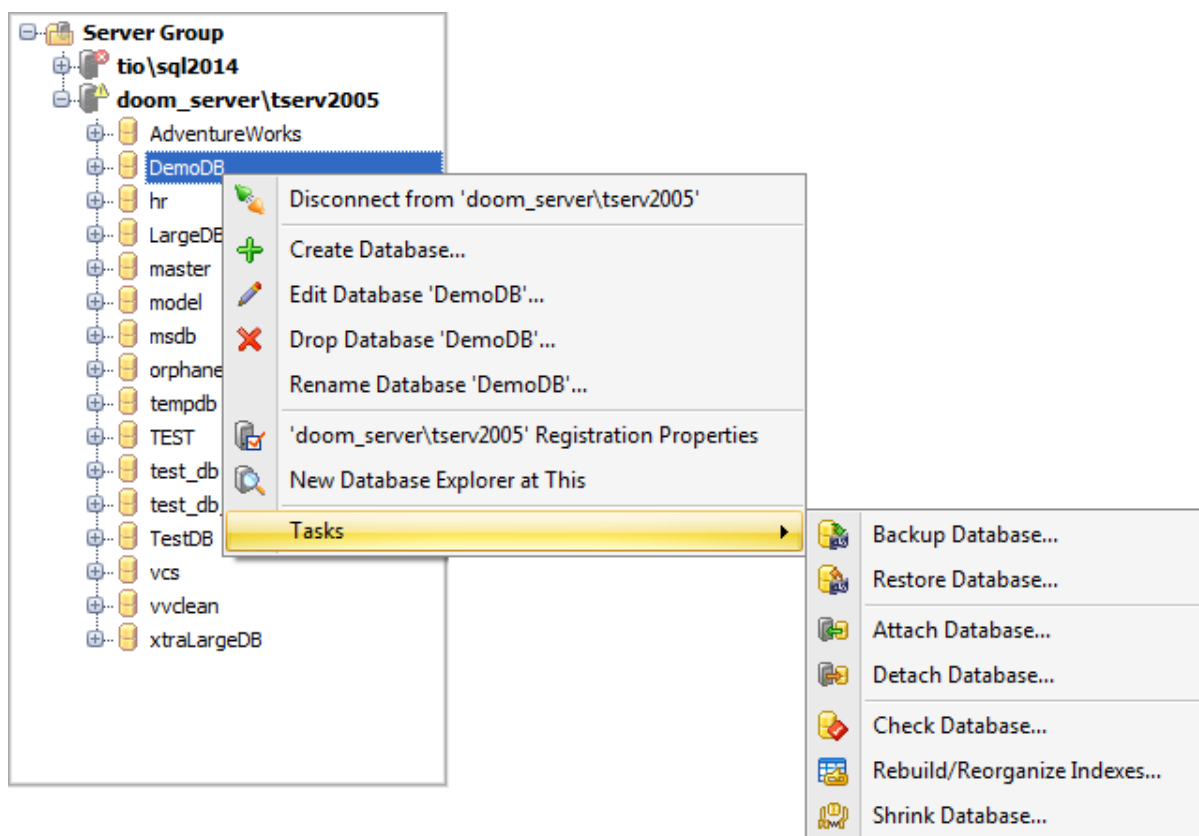 Server Group
tio\sql2014
doom_server\tserv2005
AdventureWorks
DemoDB
hr
LargeDB
master
model
msdb
orphane
tempdb
TEST
test_db
test_db_
TestDB
vcs
vvclean
xtraLargeDB
Disconnect from 'doom_server\tserv2005'
Create Database...
Edit Database 'DemoDB'...
Drop Database 'DemoDB'...
Rename Database 'DemoDB'...
'doom_server\tserv2005' Registration Properties
New Database Explorer at This
Tasks
Backup Database...
Restore Database...
Attach Database...
Detach Database...
Check Database...
Rebuild/Reorganize Indexes...
Shrink Database...